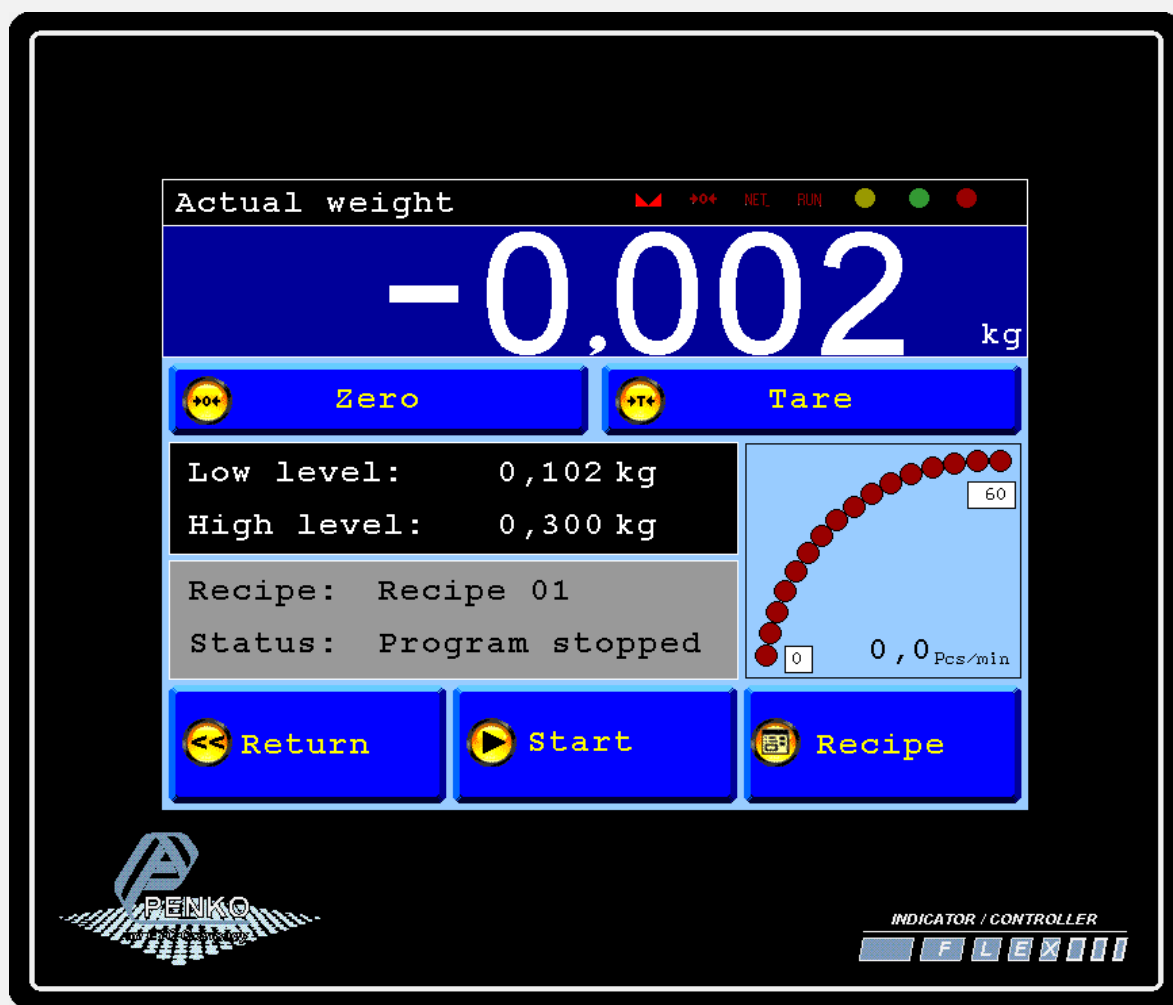 Actual weight
→0← NET RUN
-0,002 kg
→0← Zero
→T← Tare
Low level: 0,102 kg
High level: 0,300 kg
60
Recipe: Recipe 01
Status: Program stopped
0
0,0 Pcs/min
<< Return
Start
Recipe
PENKO
INDICATOR / CONTROLLER
FLEX